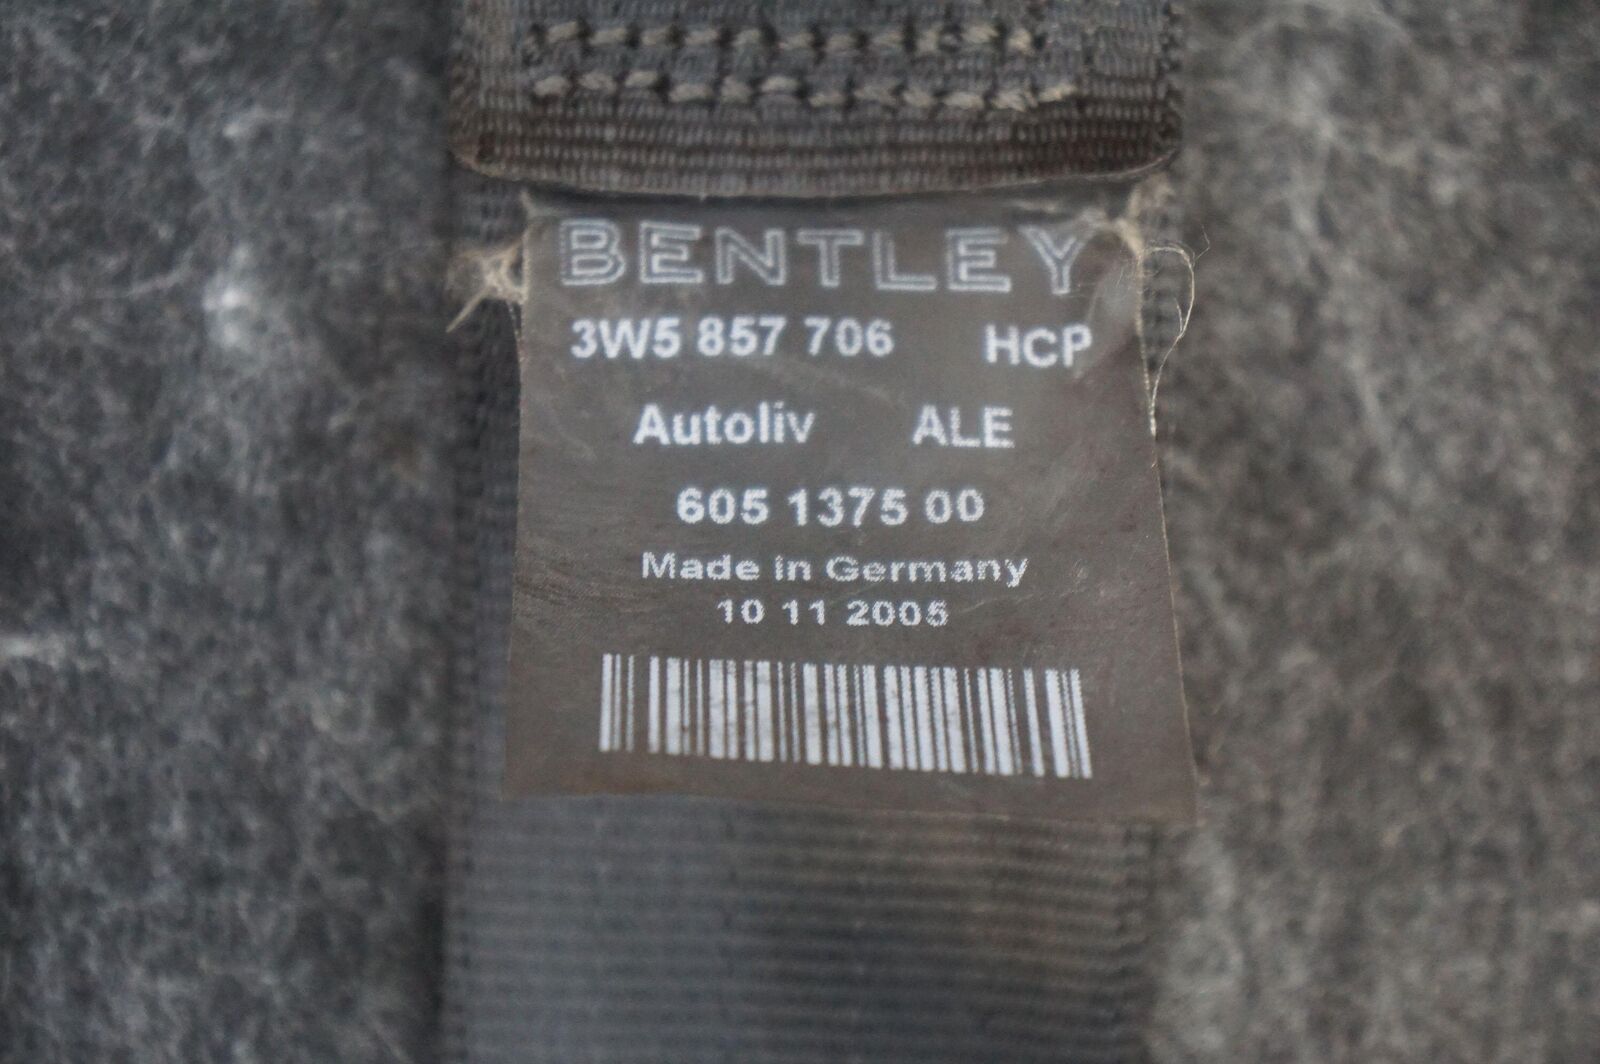 BENTLEY
3W5 857 706 HCP
Autoliv ALE
605 1375 00
Made in Germany
10 11 2005